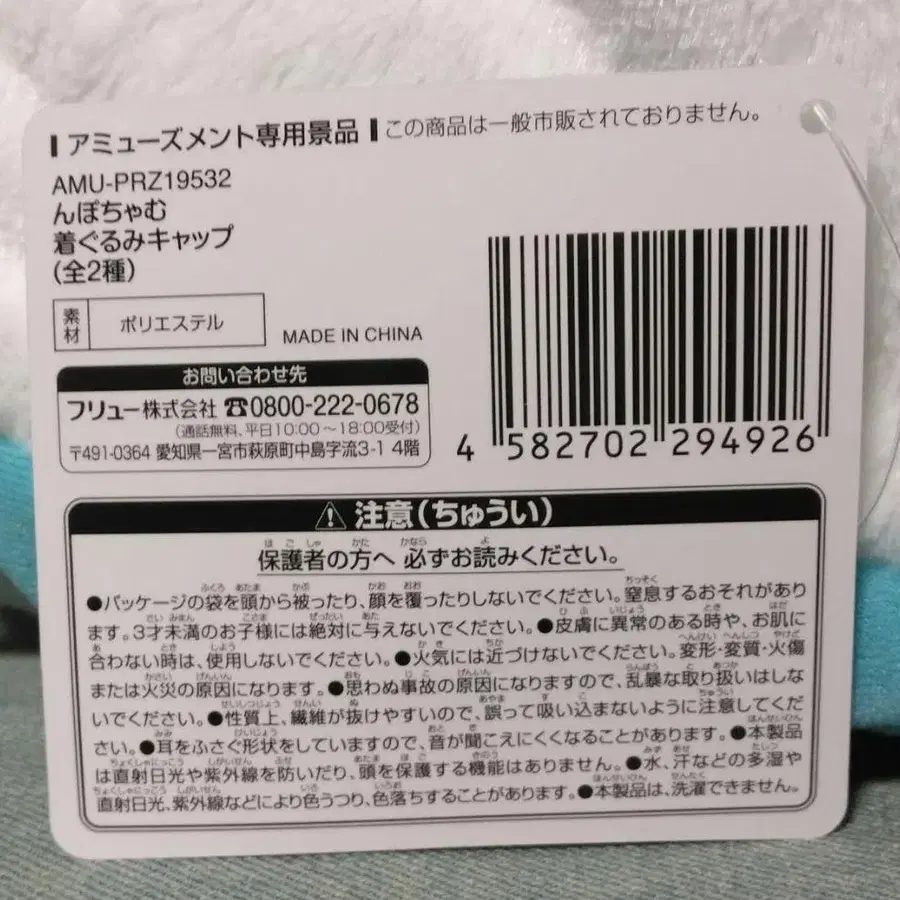 アミューズメント専用景品 この商品は一般市販されておりません。
AMU-PRZ19532
んぽちゃむ
着ぐるみキャップ
(全2種)
素材 ポリエステル
MADE IN CHINA
お問い合わせ先
フリュー株式会社 ☎0800-222-0678
(通話無料、平日10:00〜18:00受付)
〒491-0364 愛知県一宮市萩原町中島字流3-1 4階
4 582702 294926
⚠ 注意(ちゅうい)
保護者の方へ 必ずお読みください。
●パッケージの袋を頭から被ったり、顔を覆ったりしないでください。窒息するおそれがあり
ます。3才未満のお子様には絶対に与えないでください。●皮膚に異常のある時や、お肌に
合わない時は、使用しないでください。●火気には近づけないでください。変形・変質・火傷
または火災の原因になります。●思わぬ事故の原因になりますので、乱暴な取り扱いはしな
いでください。●性質上、繊維が抜けやすいので、誤って吸い込まないように注意してくだ
さい。●耳をふさぐ形状をしていますので、音が聞こえにくくなることがあります。●本製品
は直射日光や紫外線を防いだり、頭を保護する機能はありません。●水、汗などの多湿や
直射日光、紫外線などにより色うつり、色落ちすることがあります。●本製品は、洗濯できません。